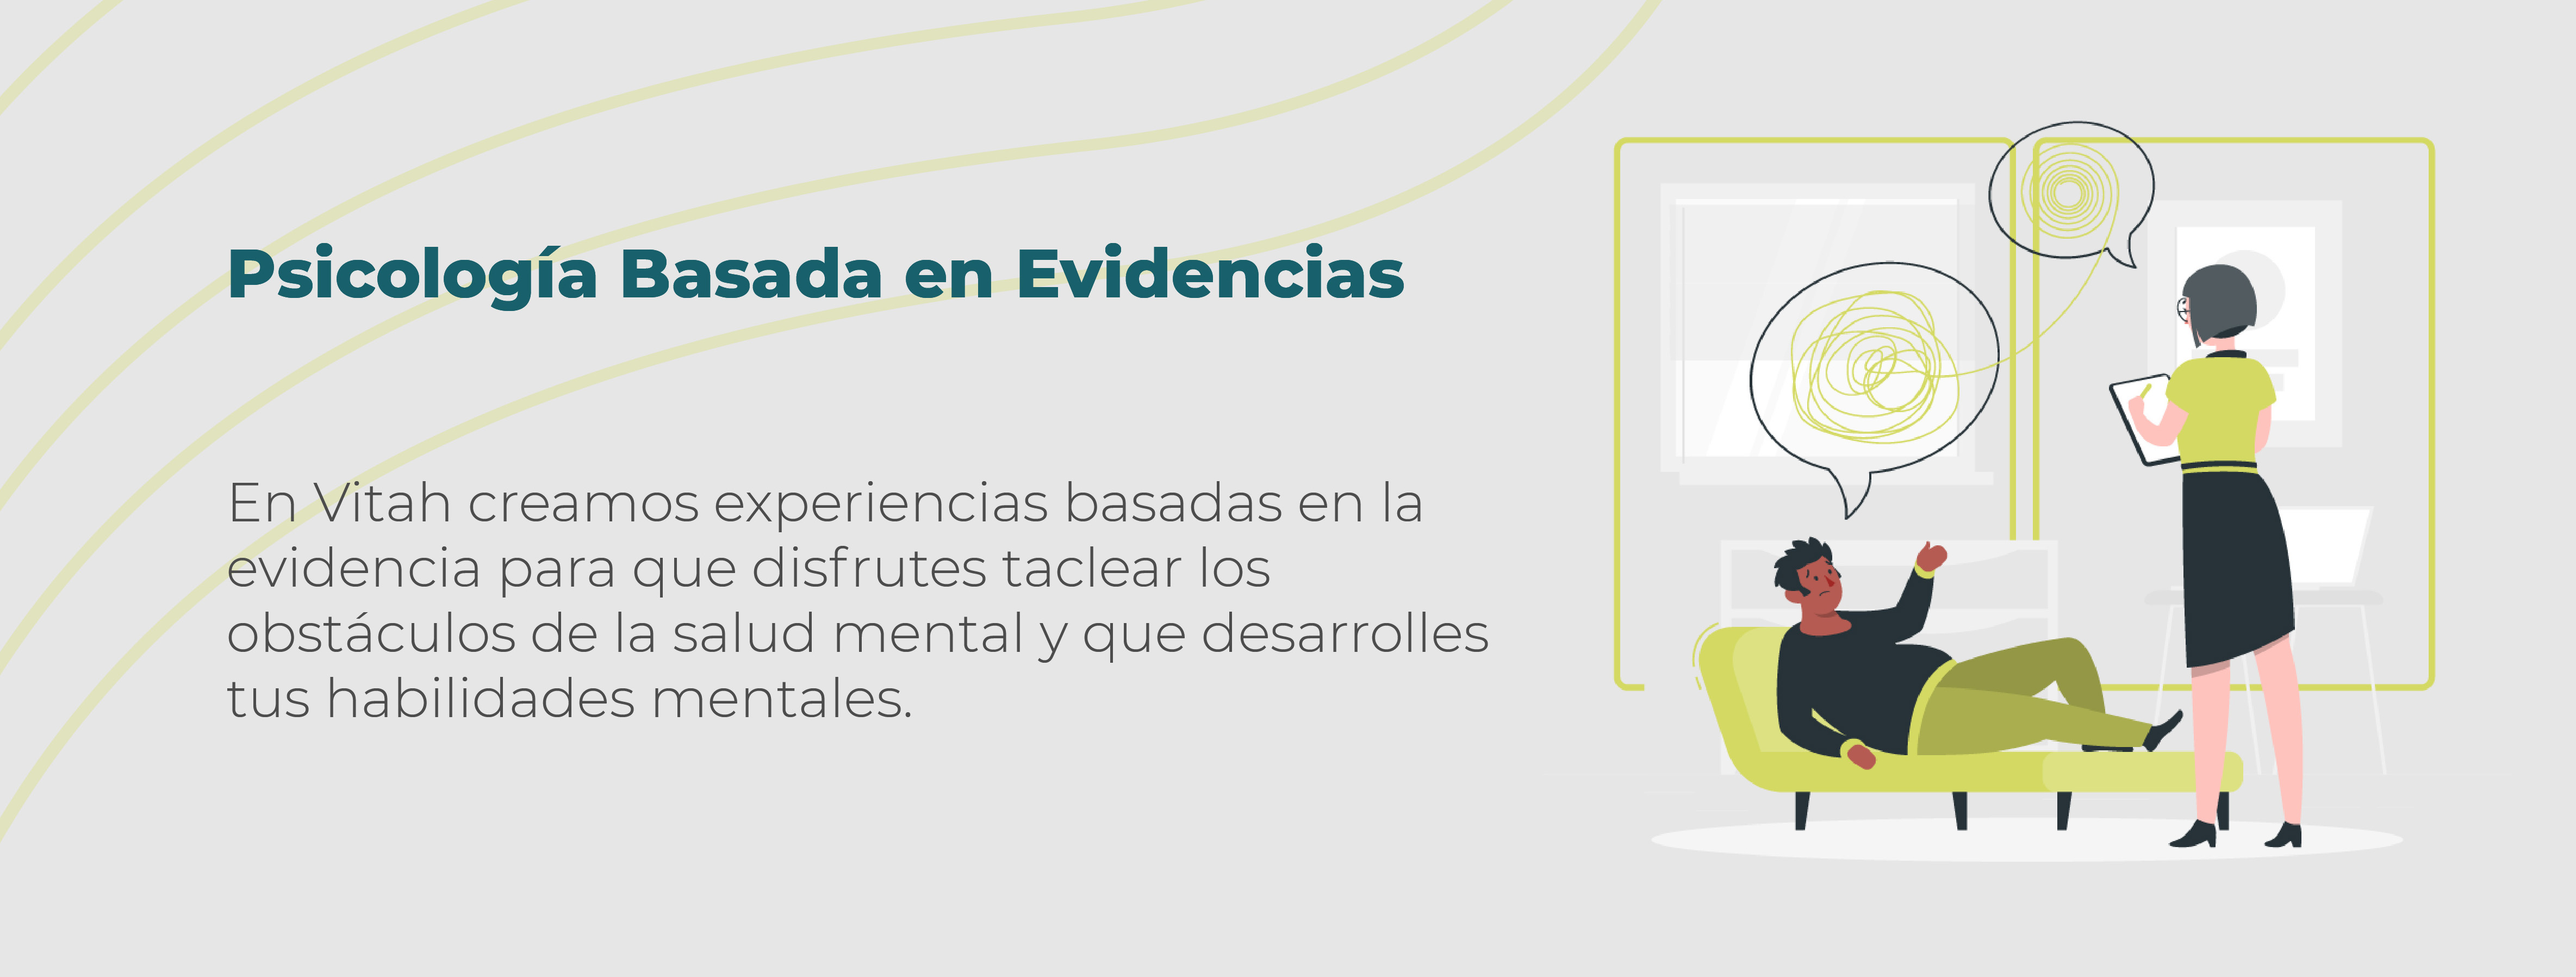 Psicología Basada en Evidencias
En Vitah creamos experiencias basadas en la
evidencia para que disfrutes taclear los
obstáculos de la salud mental y que desarrolles
tus habilidades mentales.